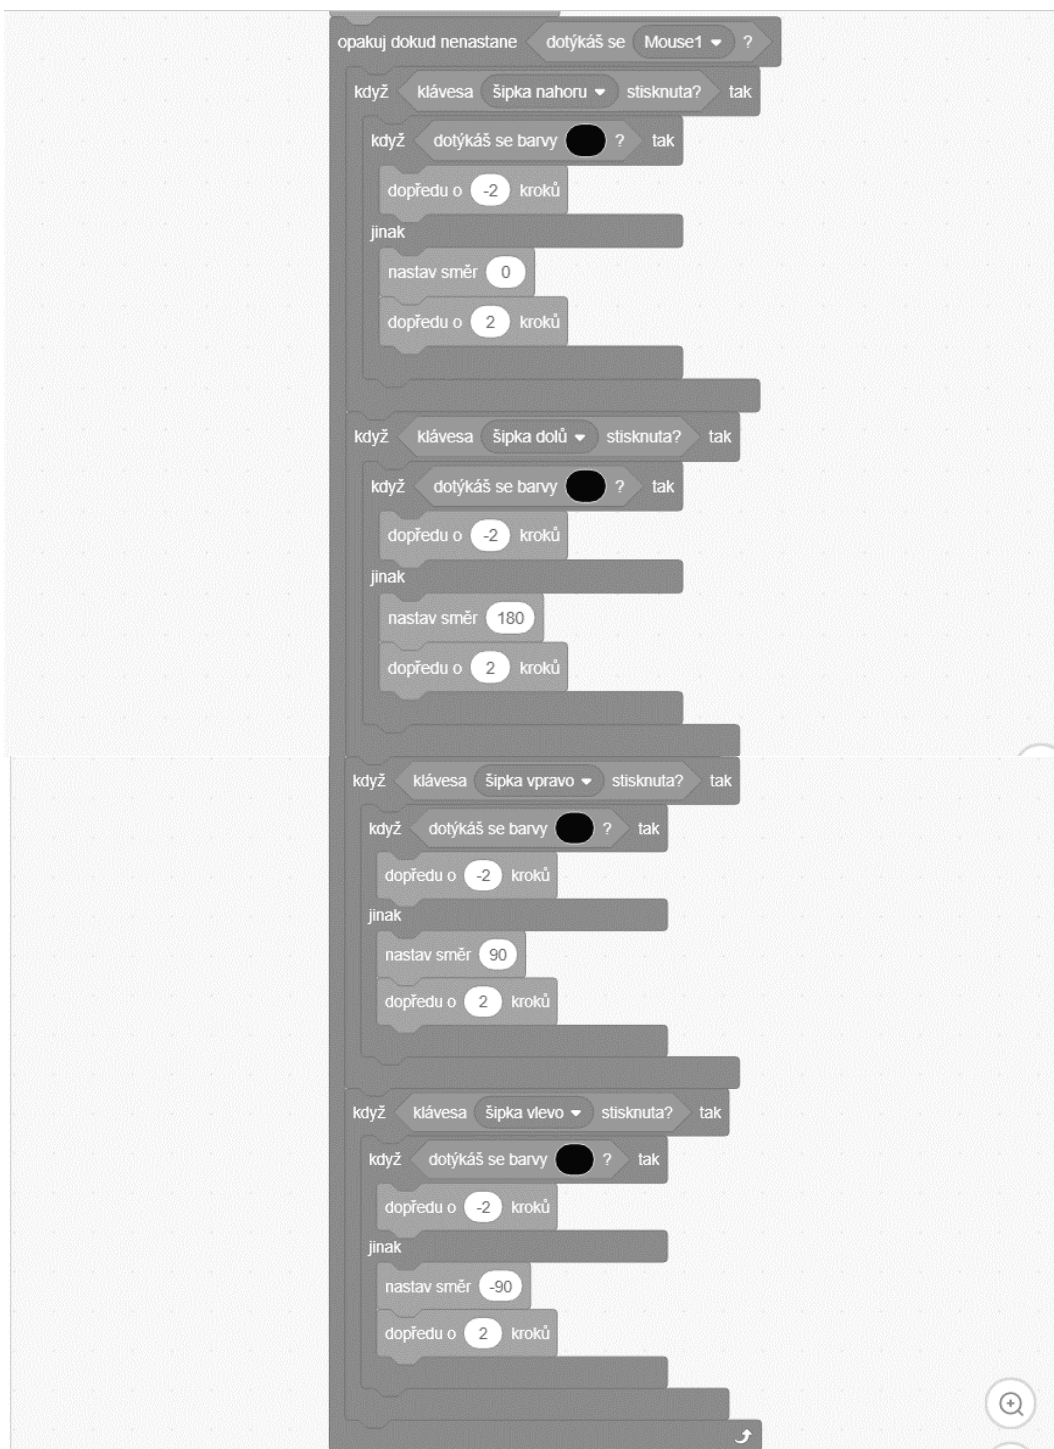 opakuj dokud nenastane dotýkáš se Mouse1 ?
když klávesa šipka nahoru stisknuta? tak
když dotýkáš se barvy ? tak
dopředu o -2 kroků
jinak
nastav směr 0
dopředu o 2 kroků
když klávesa šipka dolů stisknuta? tak
když dotýkáš se barvy ? tak
dopředu o -2 kroků
jinak
nastav směr 180
dopředu o 2 kroků
když klávesa šipka vpravo stisknuta? tak
když dotýkáš se barvy ? tak
dopředu o -2 kroků
jinak
nastav směr 90
dopředu o 2 kroků
když klávesa šipka vlevo stisknuta? tak
když dotýkáš se barvy ? tak
dopředu o -2 kroků
jinak
nastav směr -90
dopředu o 2 kroků